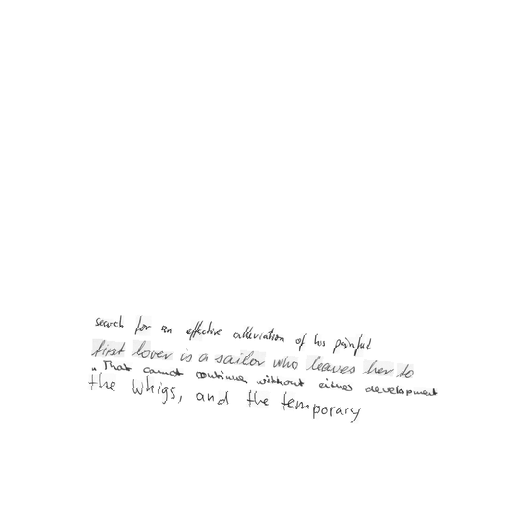 search for an effective alleviation of his painful
first lover is a sailor who leaves her to
"That cannot continue without either development
the Whigs, and the temporary